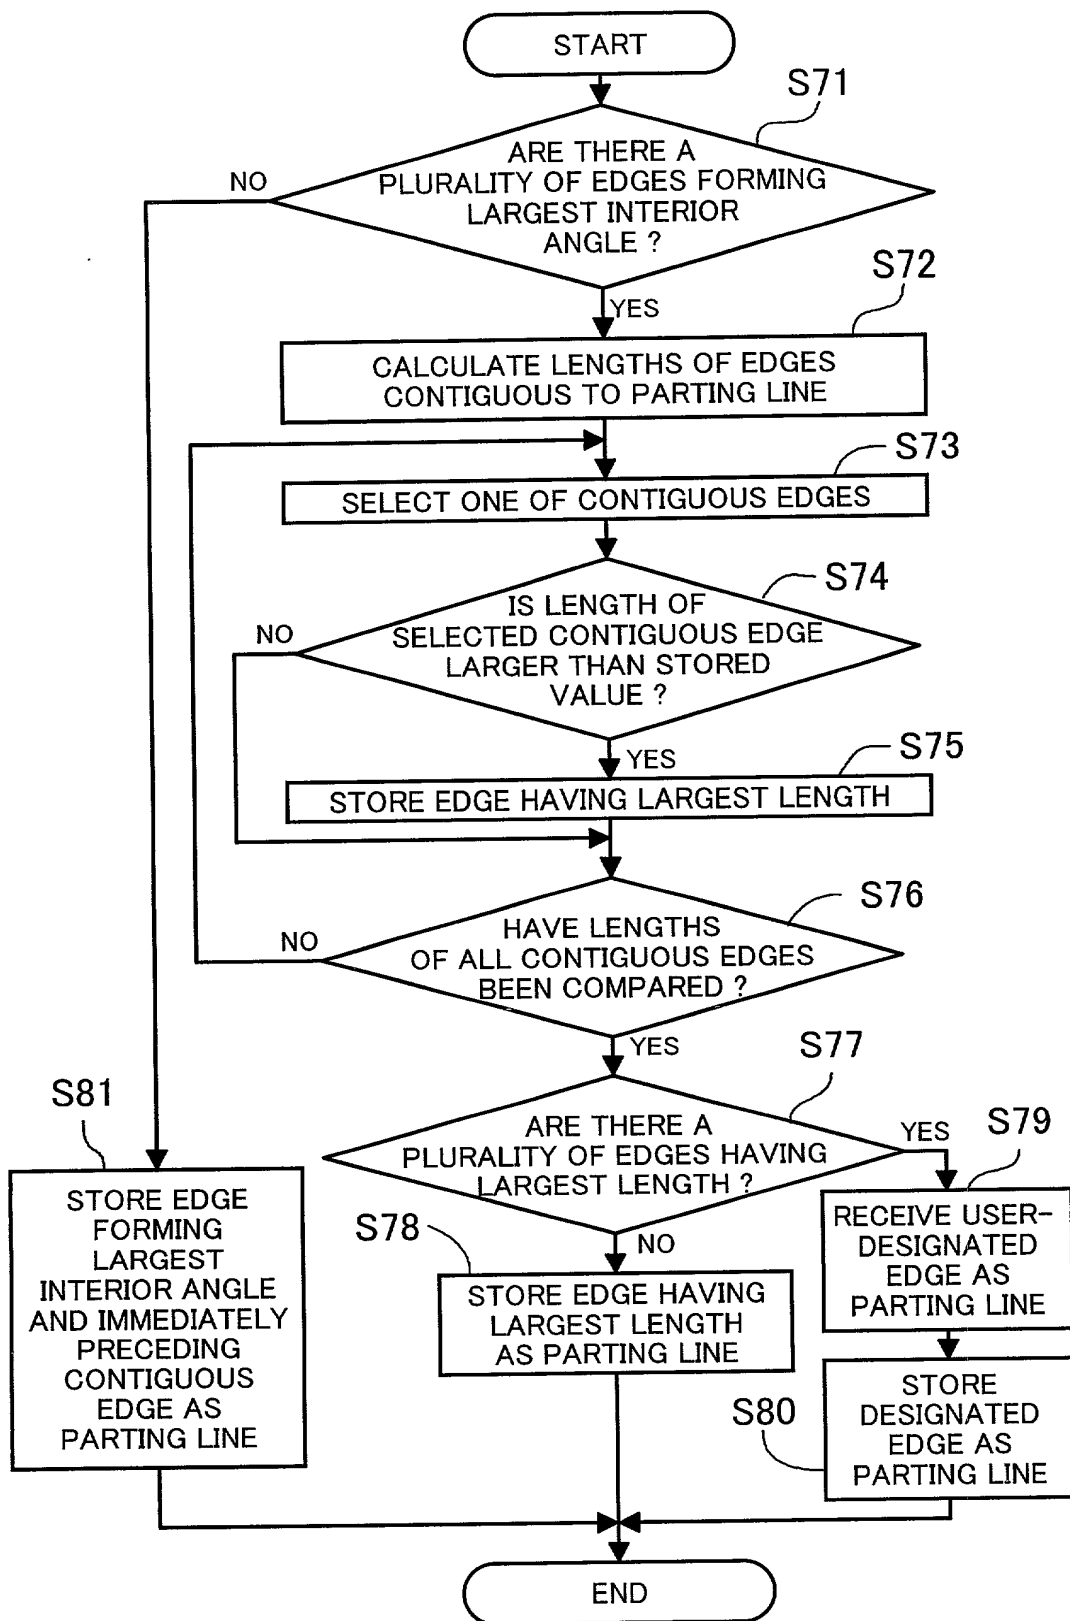 START
S71
ARE THERE A
PLURALITY OF EDGES FORMING
LARGEST INTERIOR
ANGLE ?
NO
YES
S72
CALCULATE LENGTHS OF EDGES
CONTIGUOUS TO PARTING LINE
S73
SELECT ONE OF CONTIGUOUS EDGES
S74
IS LENGTH OF
SELECTED CONTIGUOUS EDGE
LARGER THAN STORED
VALUE ?
NO
YES
S75
STORE EDGE HAVING LARGEST LENGTH
S76
HAVE LENGTHS
OF ALL CONTIGUOUS EDGES
BEEN COMPARED ?
NO
YES
S77
ARE THERE A
PLURALITY OF EDGES HAVING
LARGEST LENGTH ?
YES
NO
S78
STORE EDGE HAVING
LARGEST LENGTH
AS PARTING LINE
S79
RECEIVE USER-
DESIGNATED
EDGE AS
PARTING LINE
S80
STORE
DESIGNATED
EDGE AS
PARTING LINE
S81
STORE EDGE
FORMING
LARGEST
INTERIOR ANGLE
AND IMMEDIATELY
PRECEDING
CONTIGUOUS
EDGE AS
PARTING LINE
END